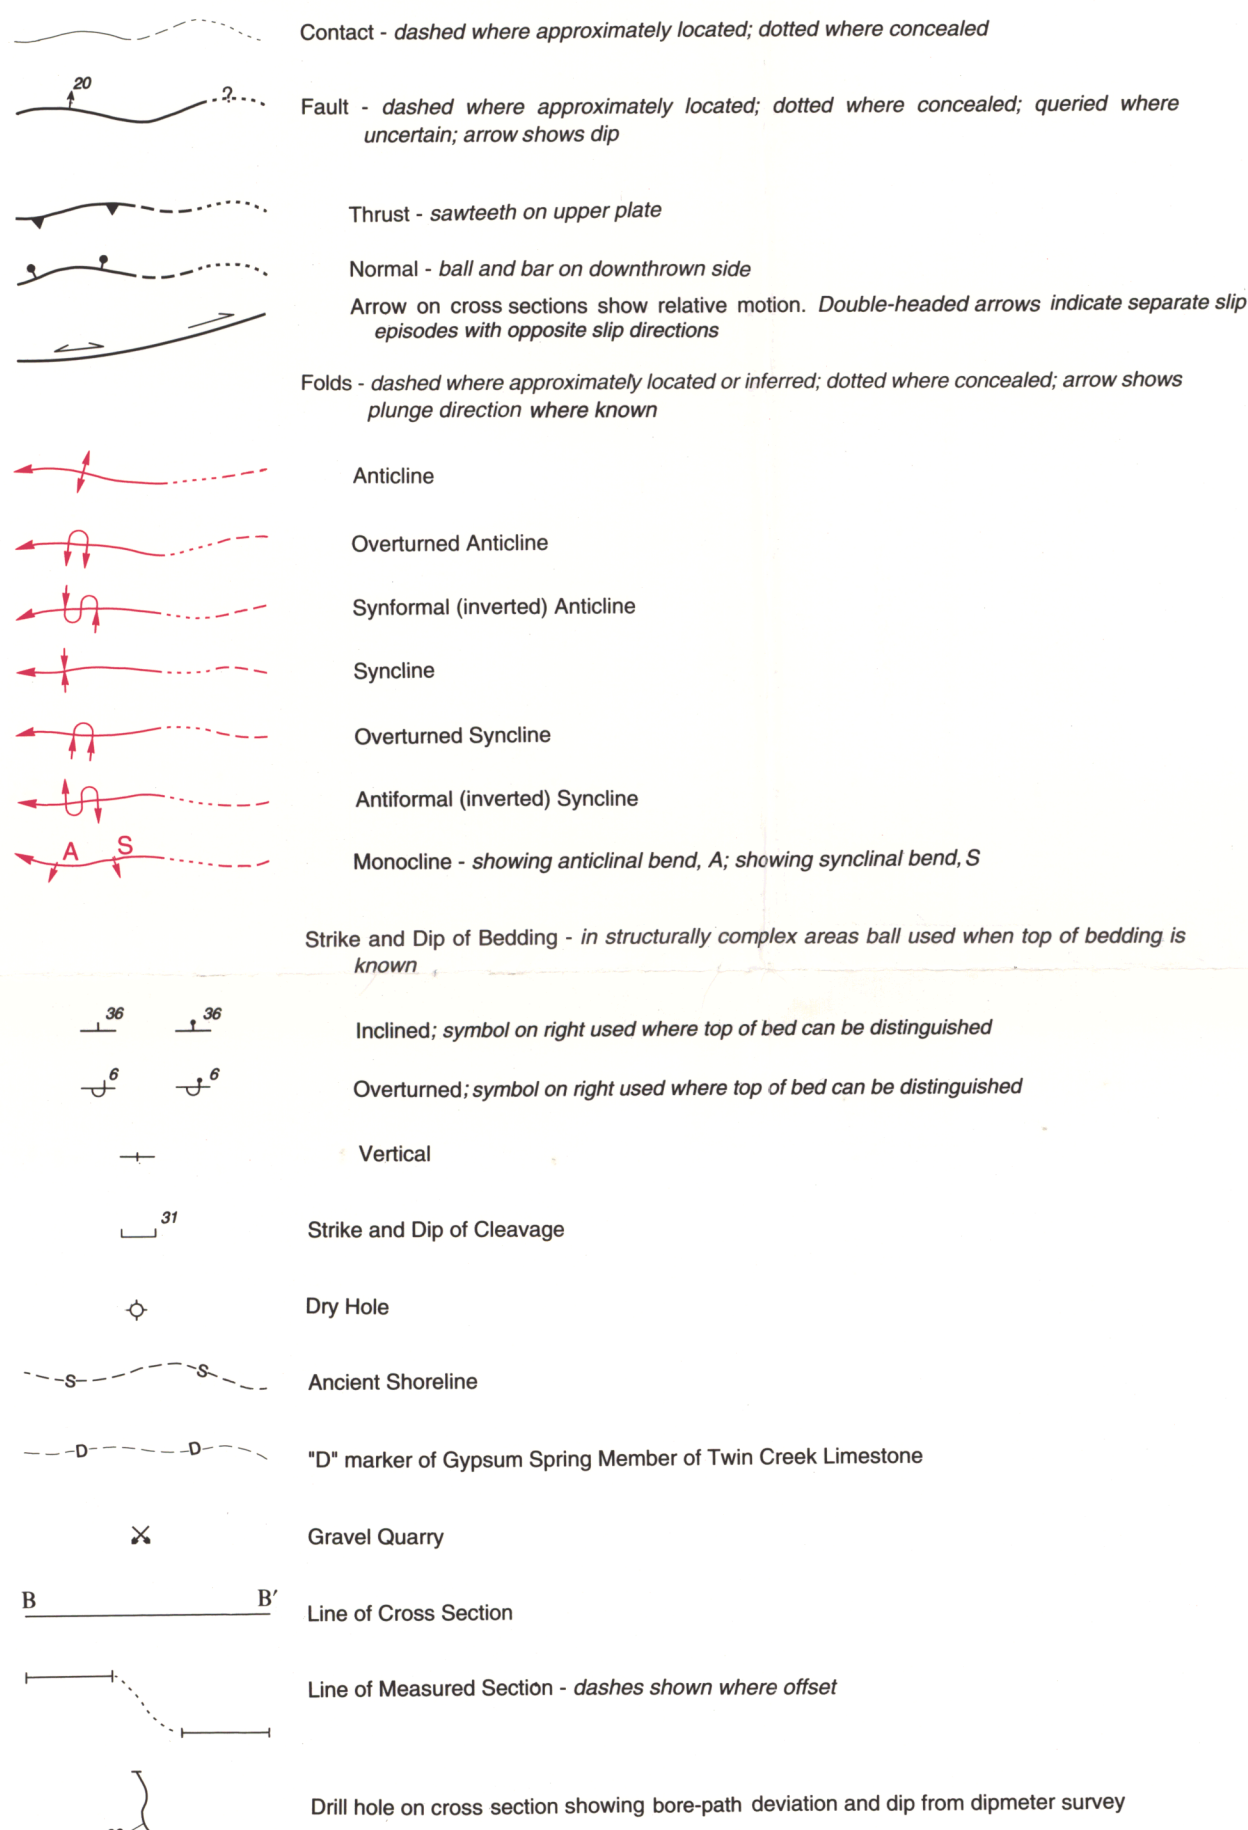 Contact - dashed where approximately located; dotted where concealed
20
?
Fault - dashed where approximately located; dotted where concealed; queried where
uncertain; arrow shows dip
Thrust - sawteeth on upper plate
Normal - ball and bar on downthrown side
Arrow on cross sections show relative motion. Double-headed arrows indicate separate slip
episodes with opposite slip directions
Folds - dashed where approximately located or inferred; dotted where concealed; arrow shows
plunge direction where known
Anticline
Overturned Anticline
Synformal (inverted) Anticline
Syncline
Overturned Syncline
Antiformal (inverted) Syncline
A S
Monocline - showing anticlinal bend, A; showing synclinal bend, S
Strike and Dip of Bedding - in structurally complex areas ball used when top of bedding is
known
36 36
Inclined; symbol on right used where top of bed can be distinguished
6 6
Overturned; symbol on right used where top of bed can be distinguished
Vertical
31
Strike and Dip of Cleavage
Dry Hole
S S
Ancient Shoreline
D D
"D" marker of Gypsum Spring Member of Twin Creek Limestone
Gravel Quarry
B B′
Line of Cross Section
Line of Measured Section - dashes shown where offset
Drill hole on cross section showing bore-path deviation and dip from dipmeter survey